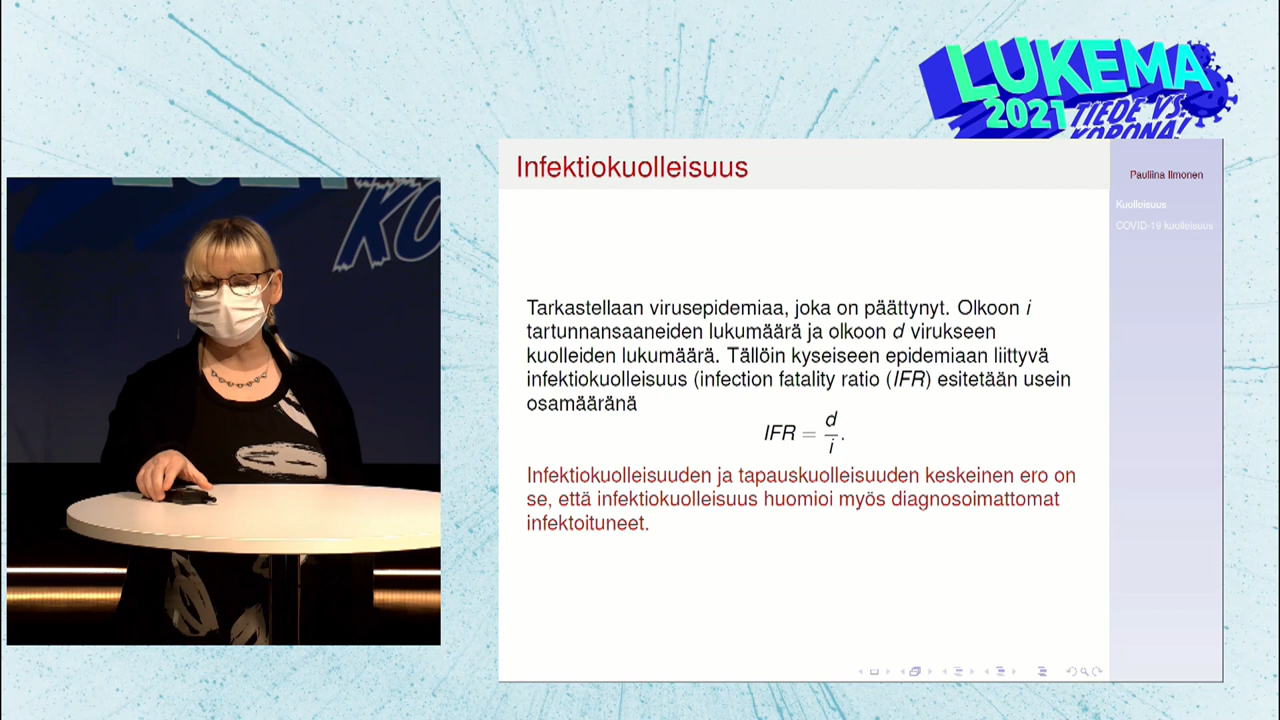 LUKEMA
2021 TIEDE VS.
KORONA!
KO
Infektiokuolleisuus
Pauliina Ilmonen
Kuolleisuus
COVID-19 kuolleisuus
Tarkastellaan virusepidemiaa, joka on päättynyt. Olkoon i
tartunnansaaneiden lukumäärä ja olkoon d virukseen
kuolleiden lukumäärä. Tällöin kyseiseen epidemiaan liittyvä
infektiokuolleisuus (infection fatality ratio (IFR) esitetään usein
osamääränä
IFR = d/i.
Infektiokuolleisuuden ja tapauskuolleisuuden keskeinen ero on
se, että infektiokuolleisuus huomioi myös diagnosoimattomat
infektoituneet.